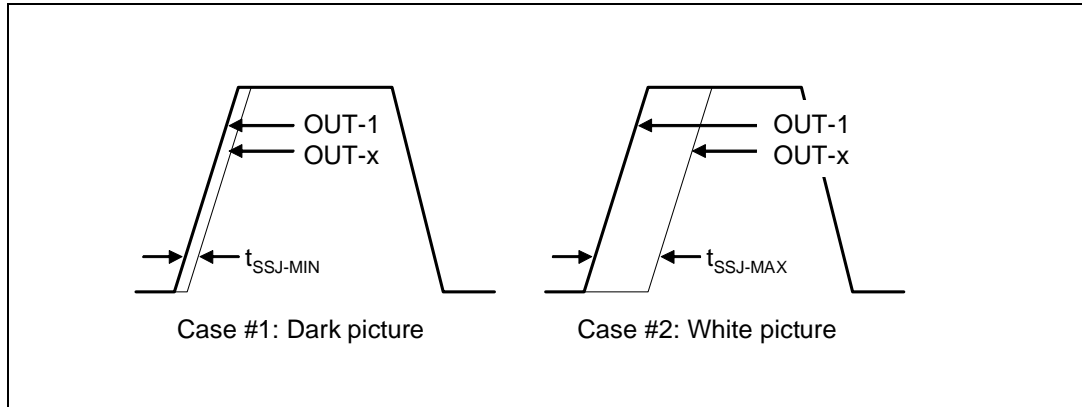 OUT-1
OUT-x
tSSJ-MIN
Case #1: Dark picture
OUT-1
OUT-x
tSSJ-MAX
Case #2: White picture